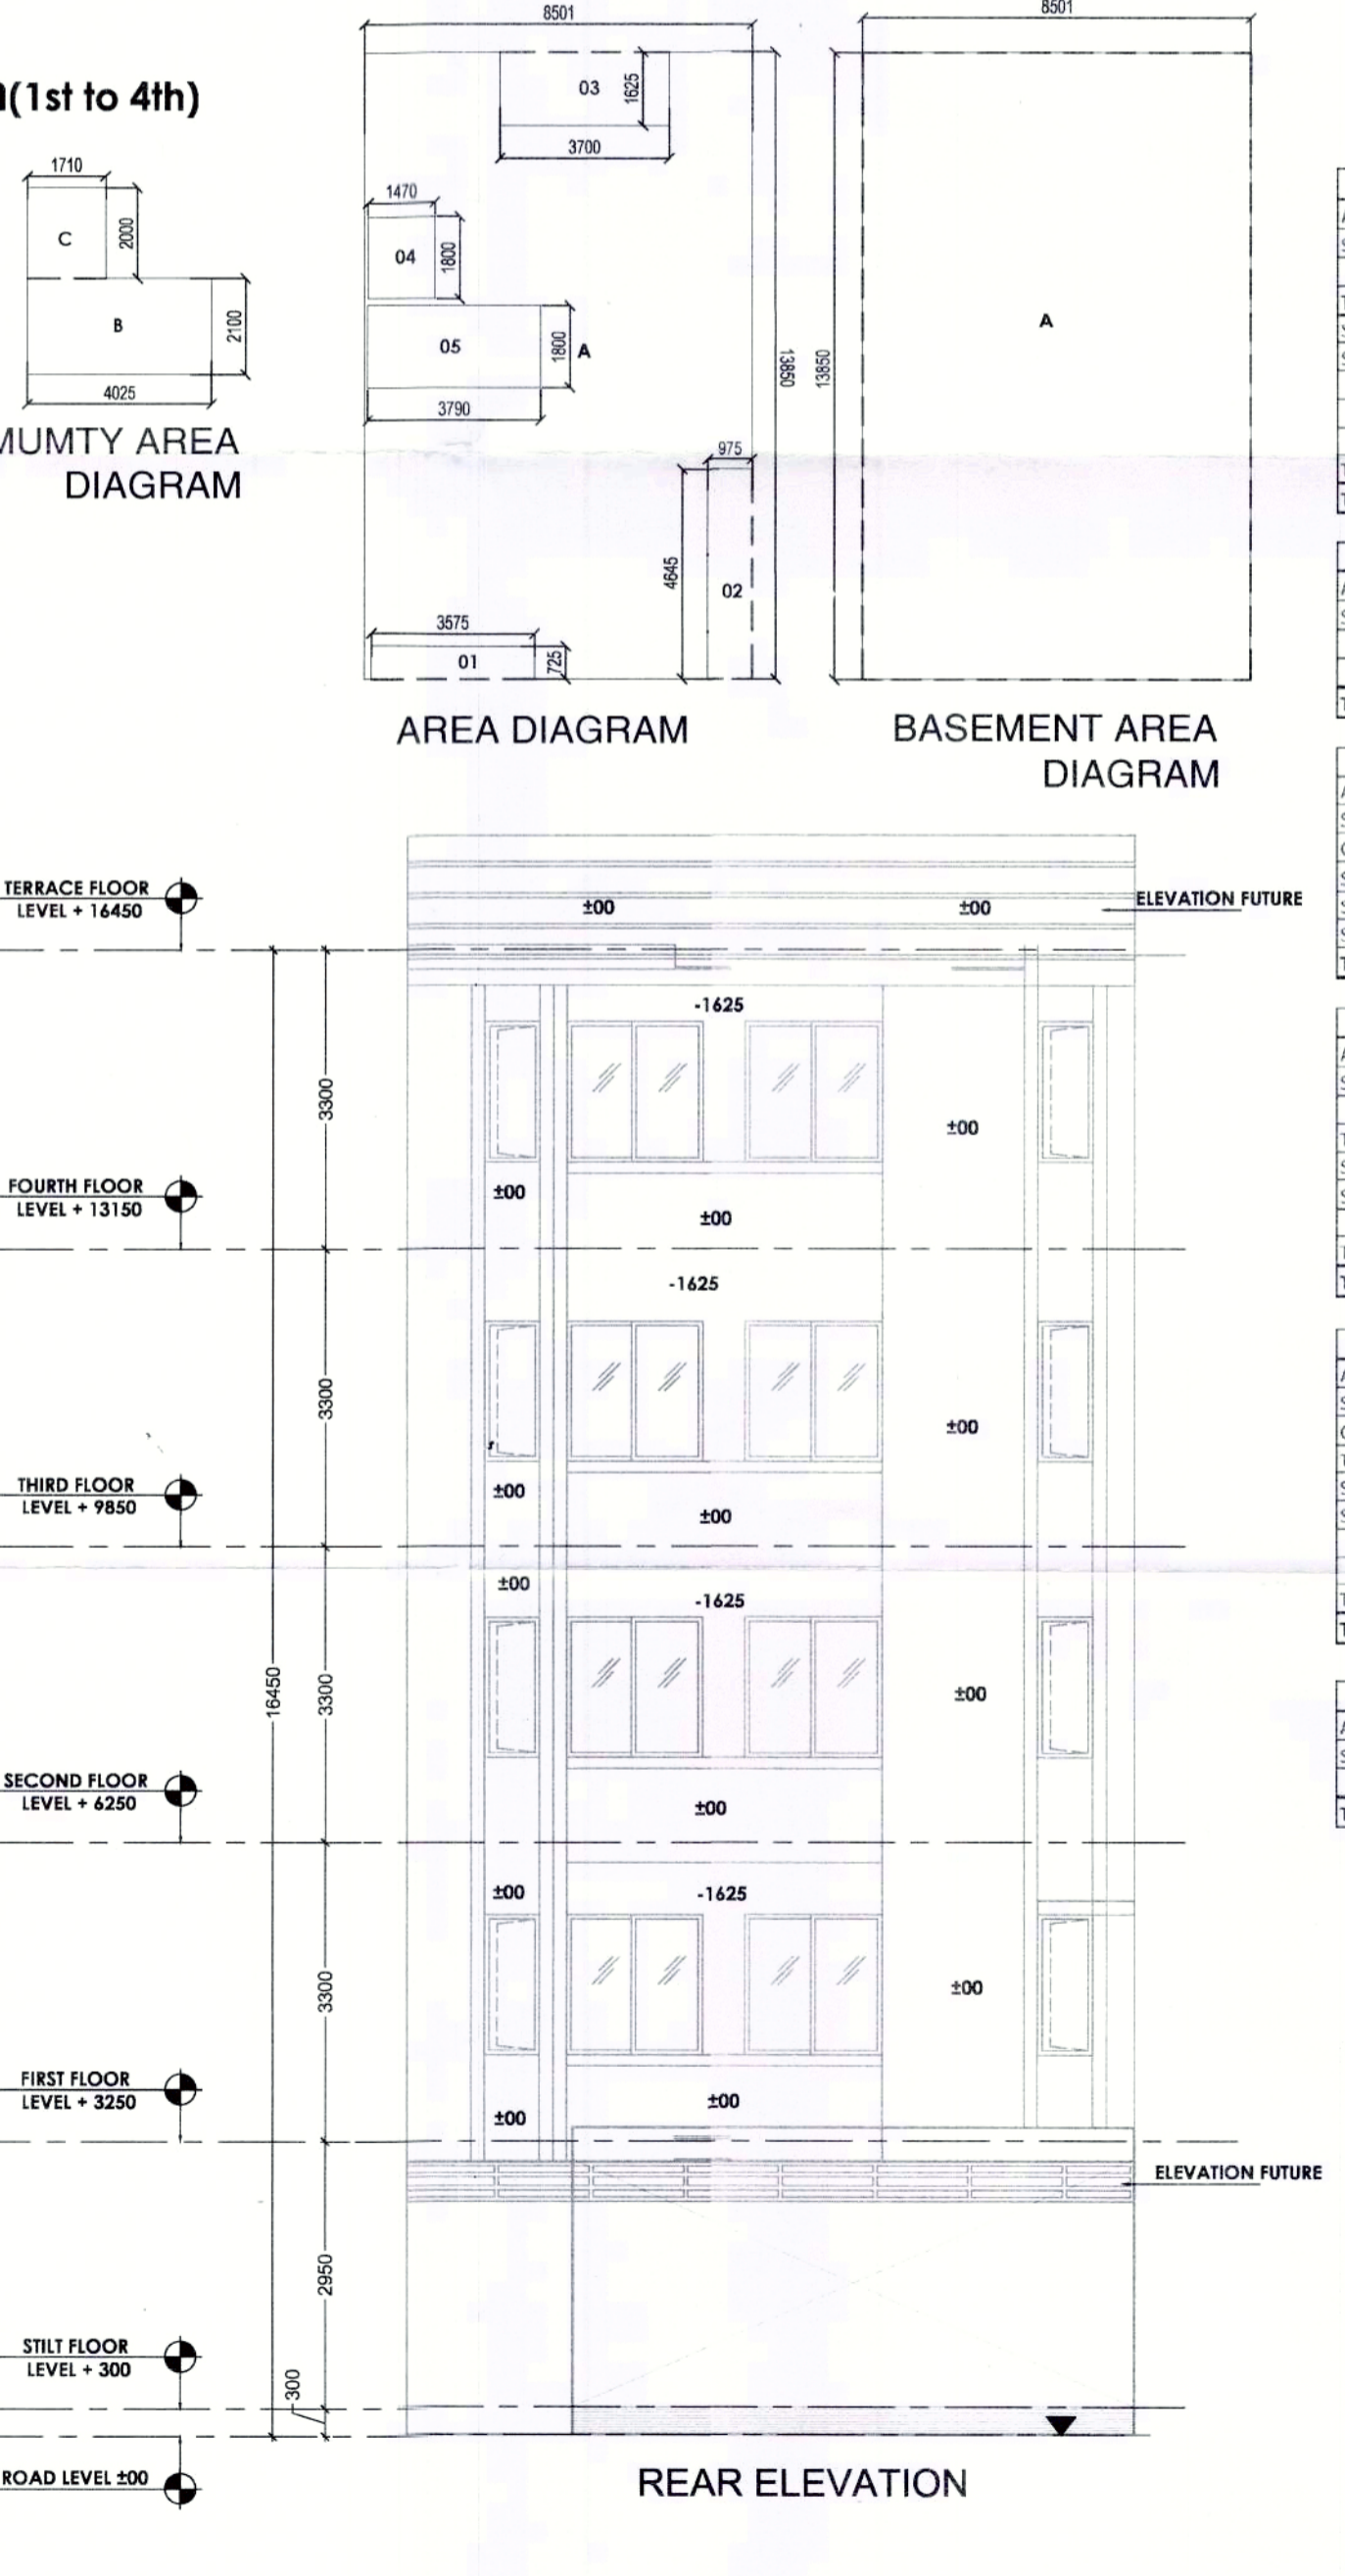 8501
8501
(1st to 4th)
03
1625
3700
1710
C
2000
B
2100
4025
MUMTY AREA
DIAGRAM
1470
04
1800
05
1800
A
3790
13850
13850
A
975
4645
02
3575
01
725
AREA DIAGRAM
BASEMENT AREA
DIAGRAM
TERRACE FLOOR
LEVEL + 16450
±00
±00
ELEVATION FUTURE
-1625
3300
±00
FOURTH FLOOR
LEVEL + 13150
±00
±00
-1625
3300
±00
THIRD FLOOR
LEVEL + 9850
±00
±00
±00
-1625
16450
3300
±00
SECOND FLOOR
LEVEL + 6250
±00
±00
-1625
3300
±00
FIRST FLOOR
LEVEL + 3250
±00
±00
ELEVATION FUTURE
2950
STILT FLOOR
LEVEL + 300
300
ROAD LEVEL ±00
REAR ELEVATION